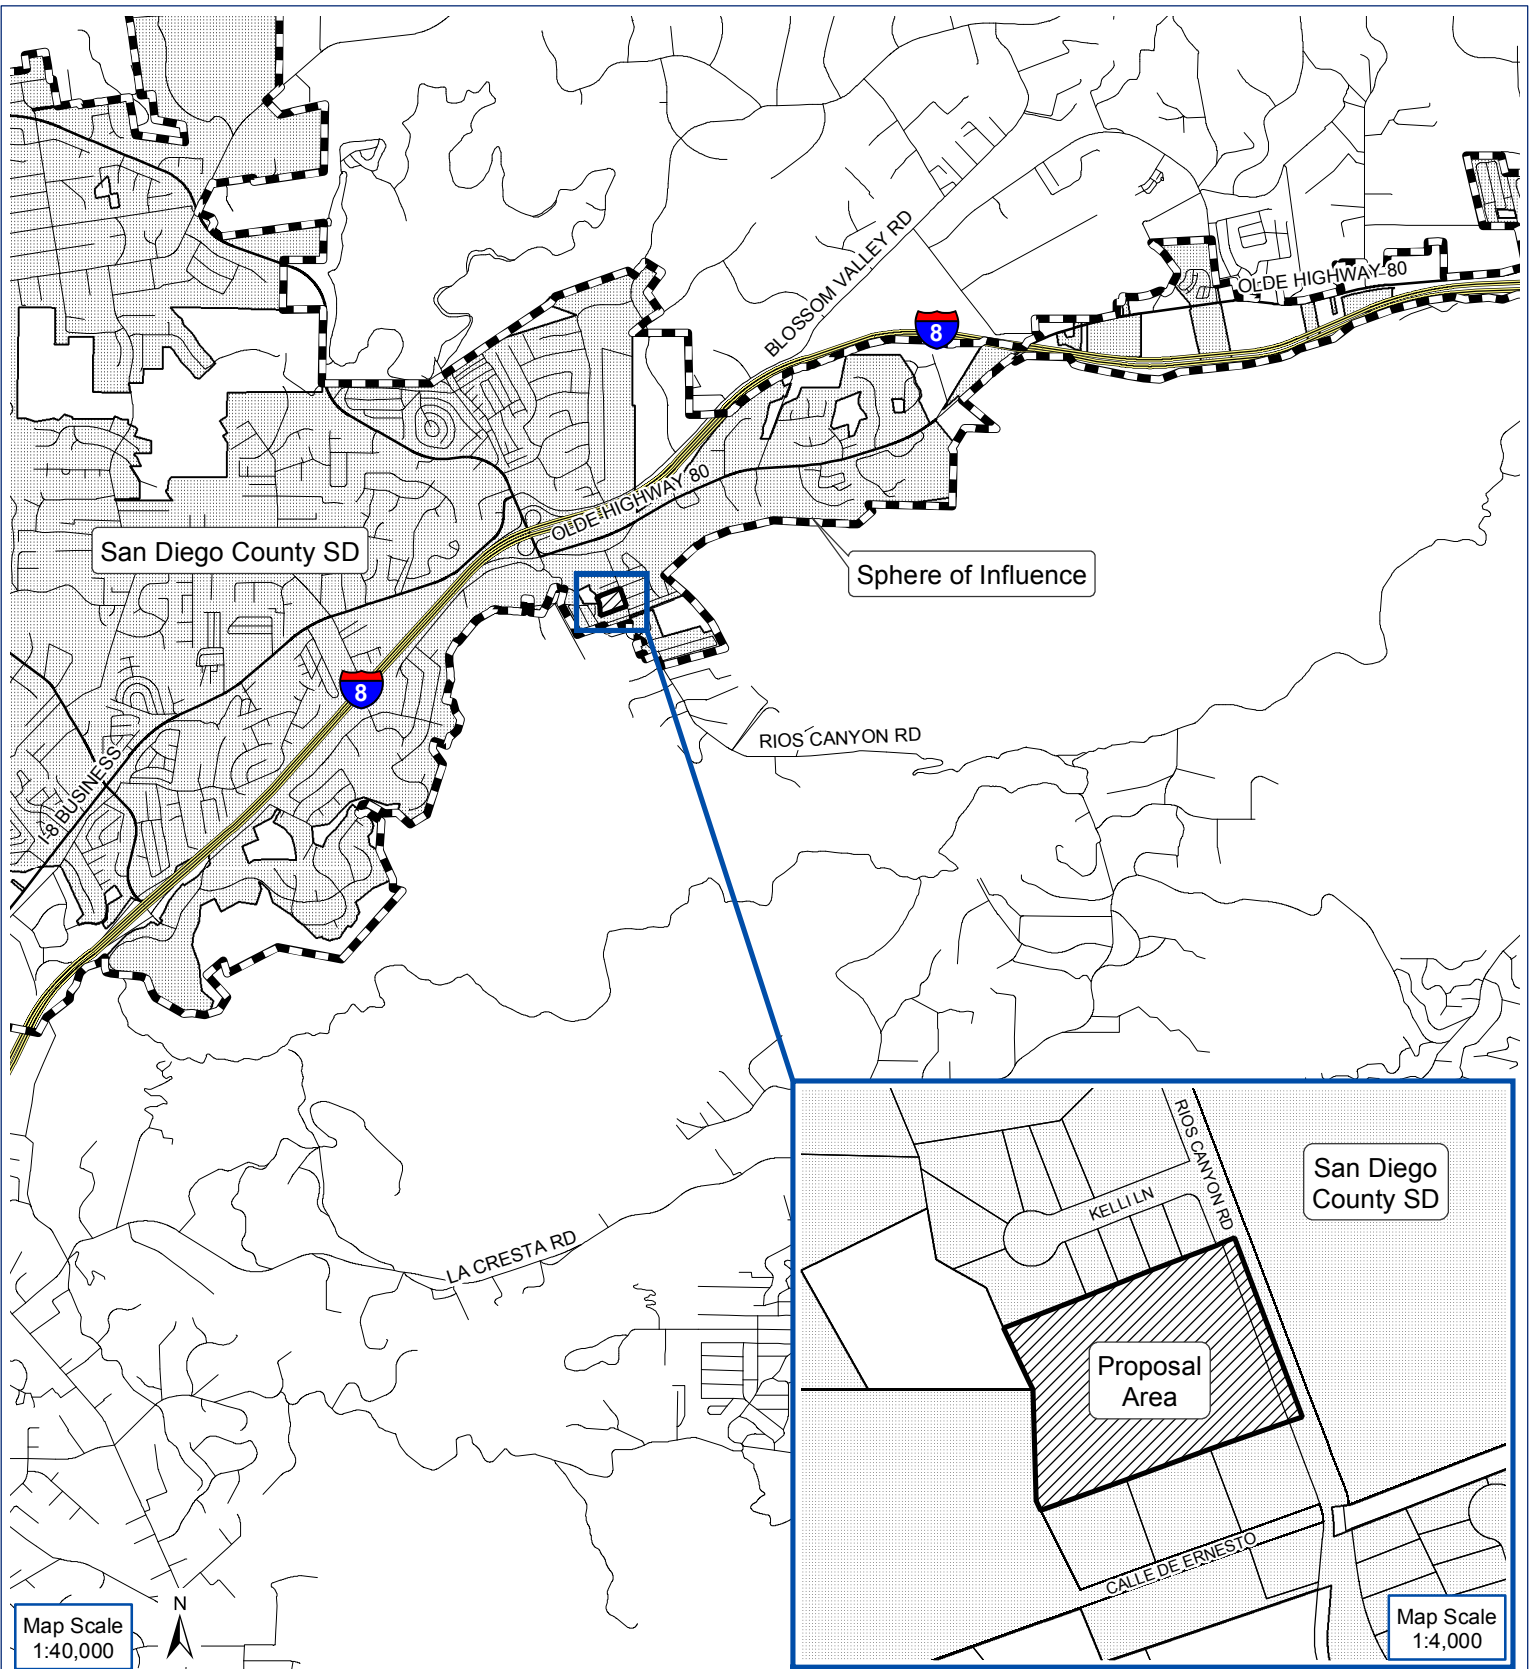 BLOSSOM VALLEY RD
8
OLDE HIGHWAY 80
OLDE HIGHWAY 80
San Diego County SD
Sphere of Influence
8
RIOS CANYON RD
I-8 BUSINESS
LA CRESTA RD
RIOS CANYON RD
San Diego
County SD
KELLI LN
Proposal
Area
CALLE DE ERNESTO
N
Map Scale
1:40,000
Map Scale
1:4,000